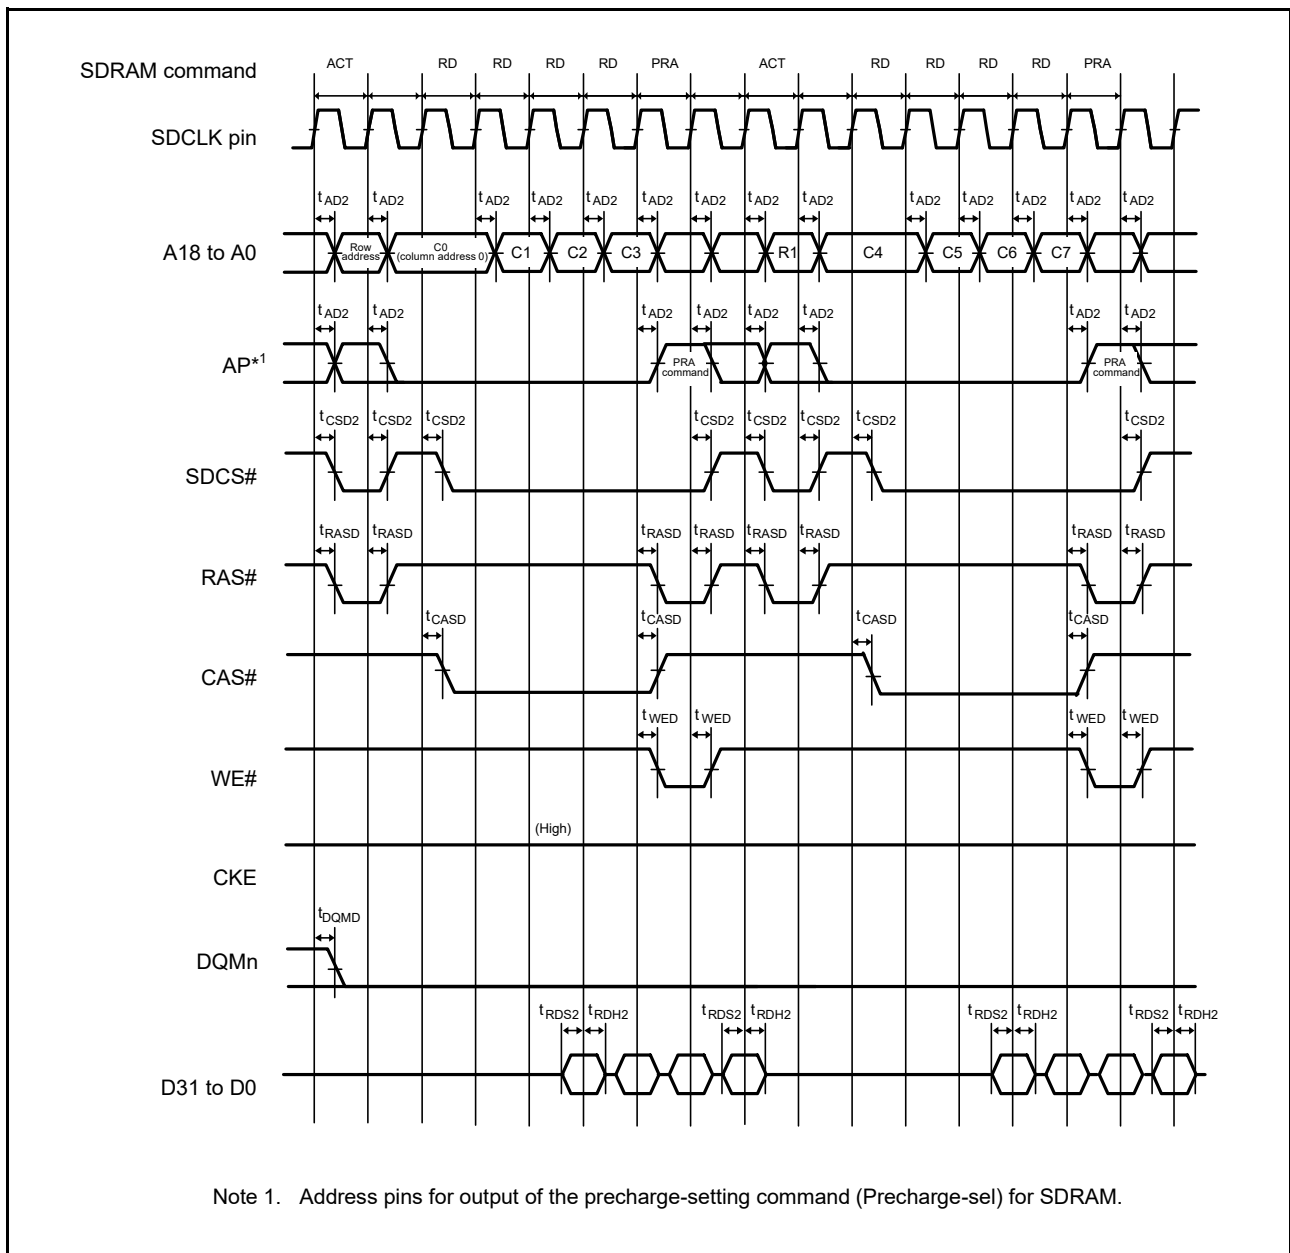 SDRAM command ACT RD RD RD RD PRA ACT RD RD RD RD PRA
SDCLK pin
tAD2 tAD2 tAD2 tAD2 tAD2 tAD2 tAD2 tAD2 tAD2 tAD2 tAD2 tAD2 tAD2 tAD2
A18 to A0 Row address C0 (column address 0) C1 C2 C3 R1 C4 C5 C6 C7
tAD2 tAD2 tAD2 tAD2 tAD2 tAD2 tAD2 tAD2
AP*1 PRA command PRA command
tCSD2 tCSD2 tCSD2 tCSD2 tCSD2 tCSD2 tCSD2 tCSD2
SDCS#
tRASD tRASD tRASD tRASD tRASD tRASD tRASD tRASD
RAS#
tCASD tCASD tCASD tCASD
CAS#
tWED tWED tWED tWED
WE#
(High)
CKE
tDQMD
DQMn
tRDS2 tRDH2 tRDS2 tRDH2 tRDS2 tRDH2 tRDS2 tRDH2
D31 to D0
Note 1. Address pins for output of the precharge-setting command (Precharge-sel) for SDRAM.